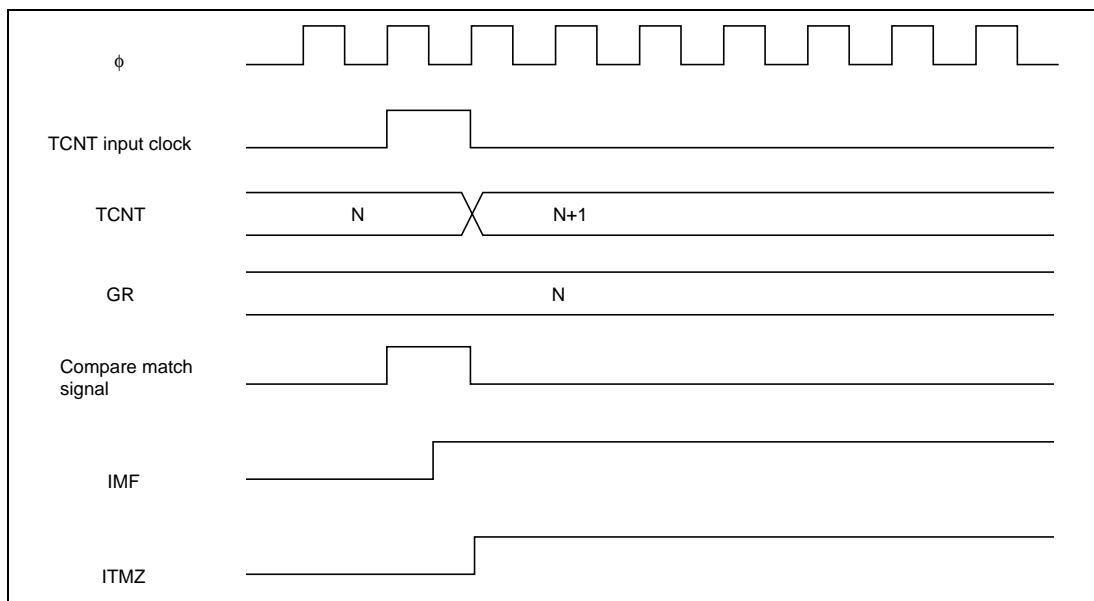 ϕ
TCNT input clock
TCNT
N
N+1
GR
N
Compare match
signal
IMF
ITMZ